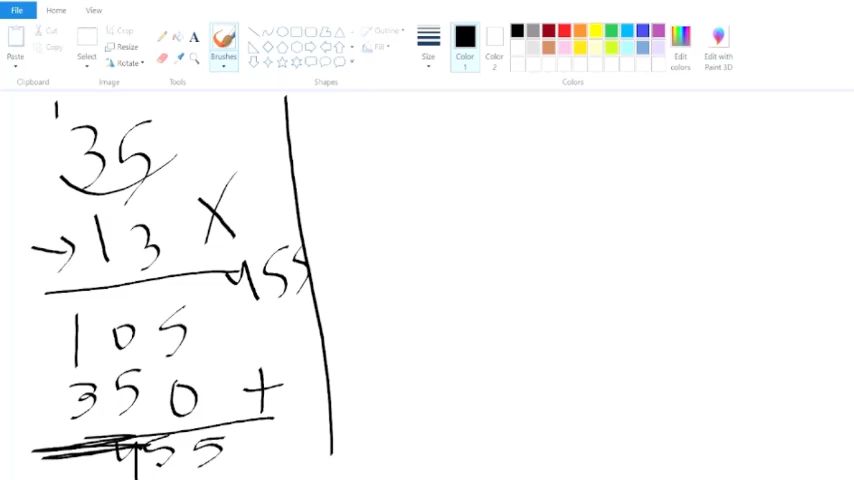 File Home View
Paste Cut Copy Clipboard
Select Crop Resize Rotate Image
A Tools
Brushes
Outline Fill Shapes
Size
Color 1
Color 2
Edit colors
Edit with Paint 3D
Colors
1
35
→ 13 X
455
105
350 +
455